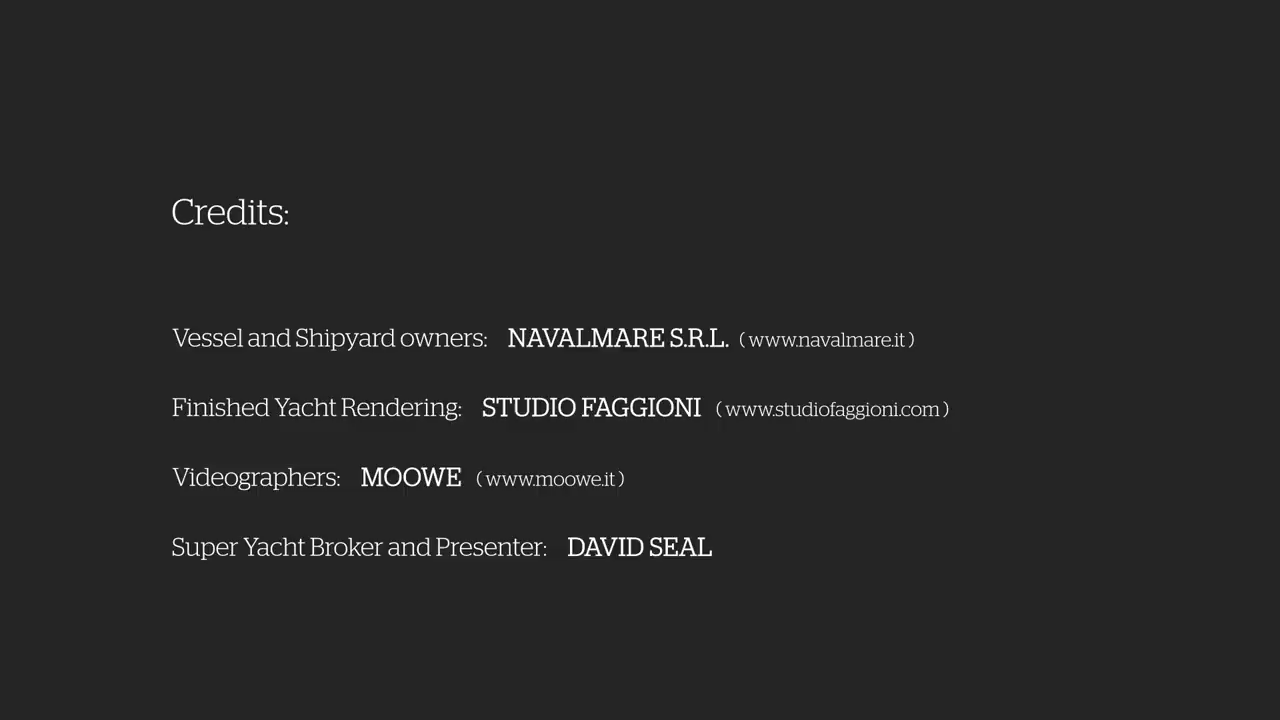 Credits:
Vessel and Shipyard owners: NAVALMARE S.R.L. ( www.navalmare.it )
Finished Yacht Rendering: STUDIO FAGGIONI ( www.studiofaggioni.com )
Videographers: MOOWE ( www.moowe.it )
Super Yacht Broker and Presenter: DAVID SEAL